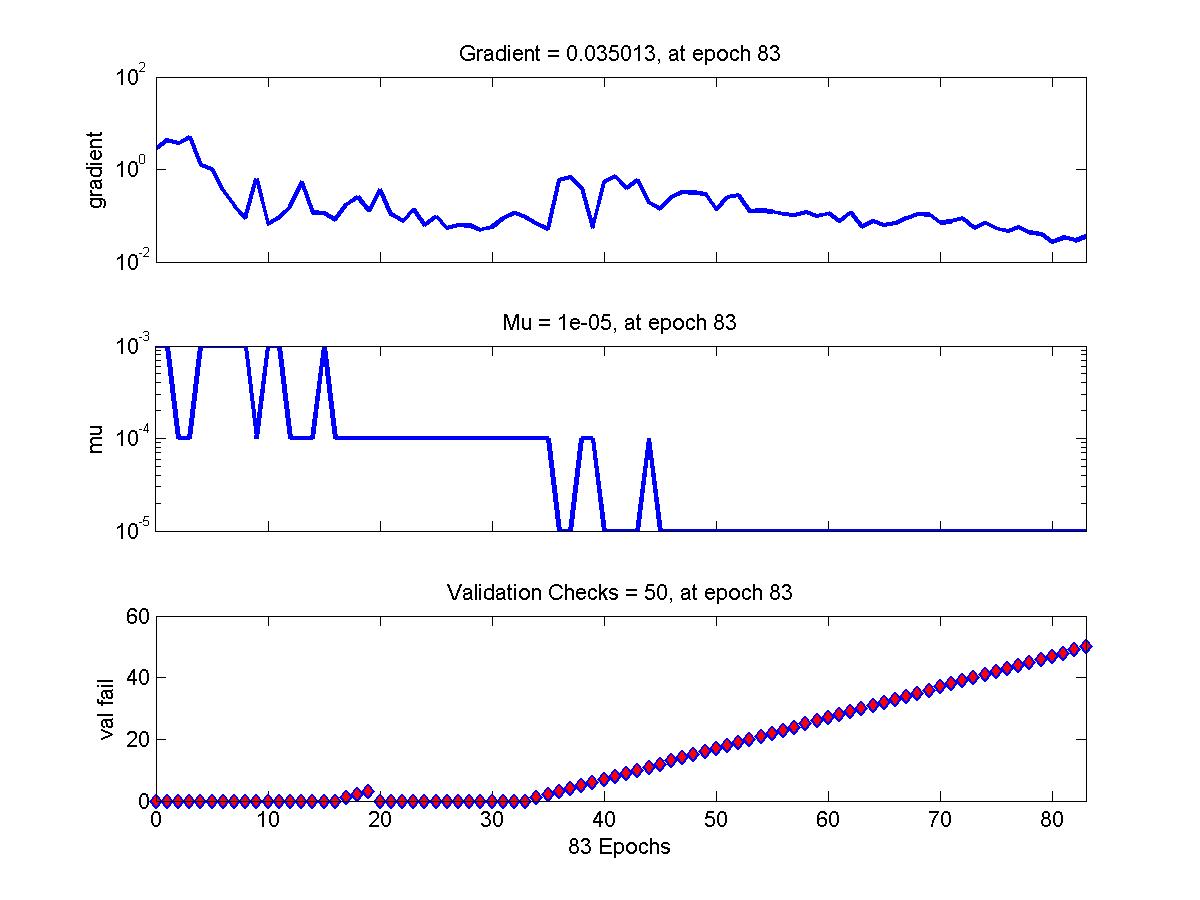 Gradient = 0.035013, at epoch 83
10^2
10^0
10^-2
gradient
Mu = 1e-05, at epoch 83
10^-3
10^-4
10^-5
mu
Validation Checks = 50, at epoch 83
60
40
20
0
val fail
0 10 20 30 40 50 60 70 80
83 Epochs